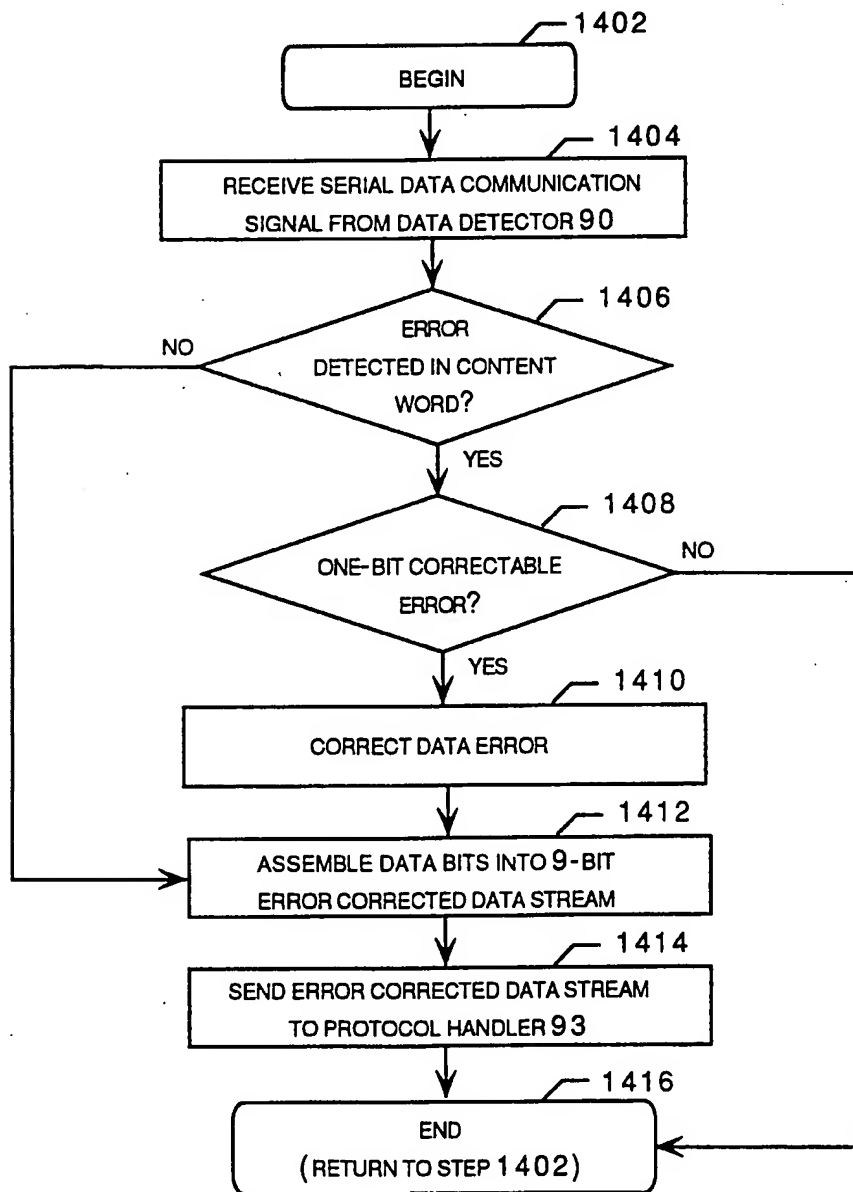 1402
BEGIN
1404
RECEIVE SERIAL DATA COMMUNICATION
SIGNAL FROM DATA DETECTOR 90
1406
ERROR
DETECTED IN CONTENT
WORD?
NO
YES
1408
ONE-BIT CORRECTABLE
ERROR?
NO
YES
1410
CORRECT DATA ERROR
1412
ASSEMBLE DATA BITS INTO 9-BIT
ERROR CORRECTED DATA STREAM
1414
SEND ERROR CORRECTED DATA STREAM
TO PROTOCOL HANDLER 93
1416
END
(RETURN TO STEP 1402)